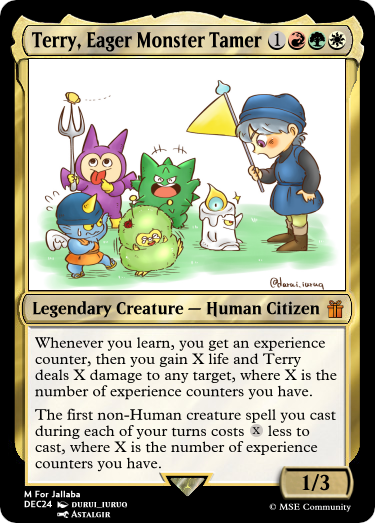 Terry, Eager Monster Tamer 1
@durui_iuruo
Legendary Creature — Human Citizen
Whenever you learn, you get an experience
counter, then you gain X life and Terry
deals X damage to any target, where X is the
number of experience counters you have.
The first non-Human creature spell you cast
during each of your turns costs X less to
cast, where X is the number of experience
counters you have.
1/3
M For Jallaba
DEC24 DURUI_IURUO
ASTALGIR
© MSE Community